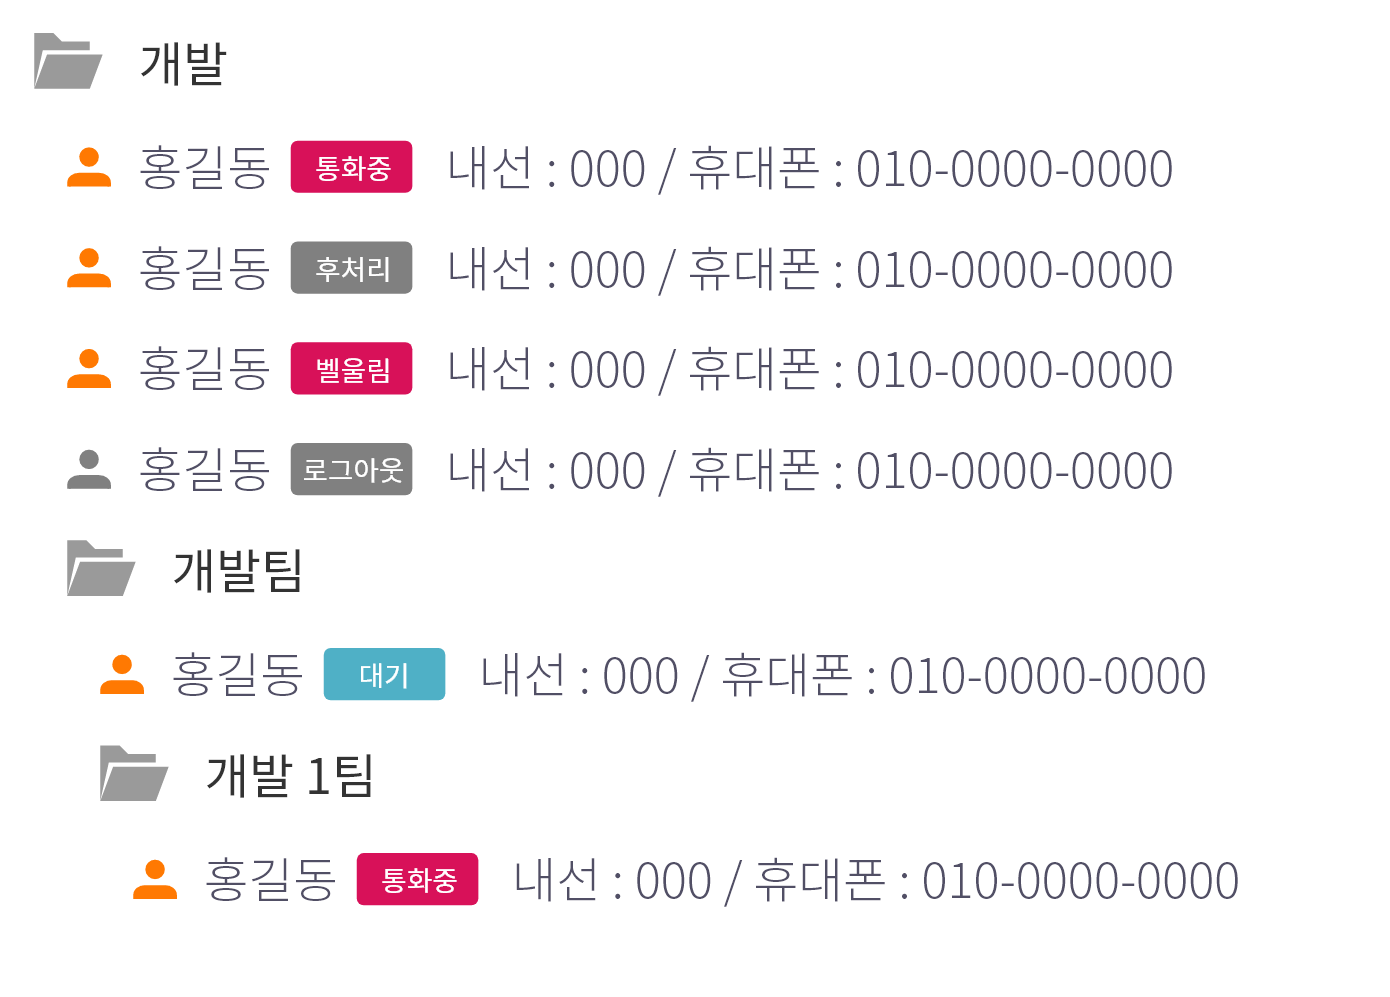 개발
홍길동 통화중 내선 : 000 / 휴대폰 : 010-0000-0000
홍길동 후처리 내선 : 000 / 휴대폰 : 010-0000-0000
홍길동 벨울림 내선 : 000 / 휴대폰 : 010-0000-0000
홍길동 로그아웃 내선 : 000 / 휴대폰 : 010-0000-0000
개발팀
홍길동 대기 내선 : 000 / 휴대폰 : 010-0000-0000
개발 1팀
홍길동 통화중 내선 : 000 / 휴대폰 : 010-0000-0000